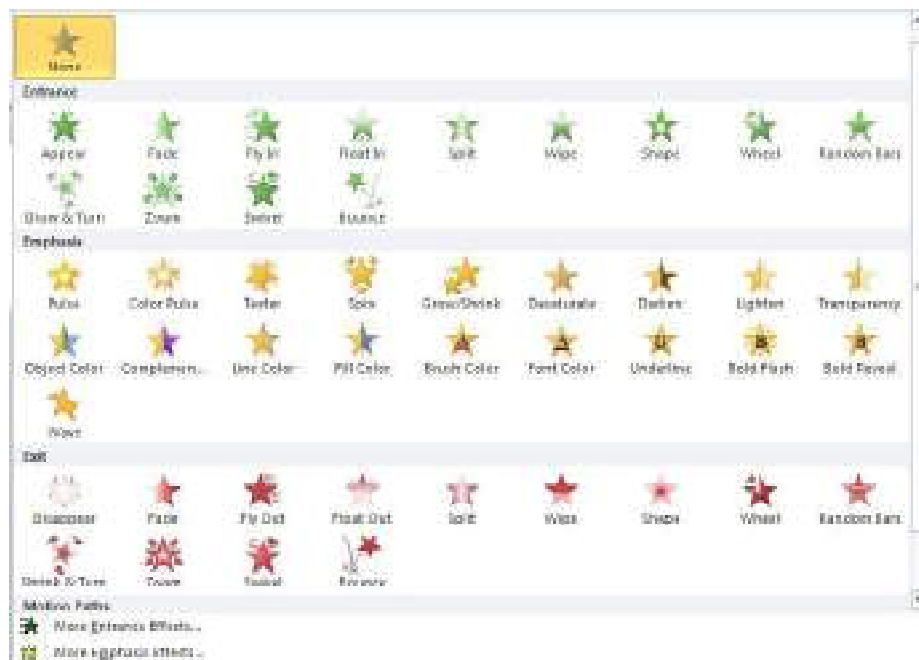 None
Entrance
Appear Fade Fly In Float In Split Wipe Shape Wheel Random Bars
Grow & Turn Zoom Swivel Bounce
Emphasis
Pulse Color Pulse Teeter Spin Grow/Shrink Desaturate Darken Lighten Transparency
Object Color Complemen... Line Color Fill Color Brush Color Font Color Underline Bold Flash Bold Reveal
Wave
Exit
Disappear Fade Fly Out Float Out Split Wipe Shape Wheel Random Bars
Shrink & Turn Zoom Swivel Bounce
Motion Paths
More Entrance Effects...
More Emphasis Effects...